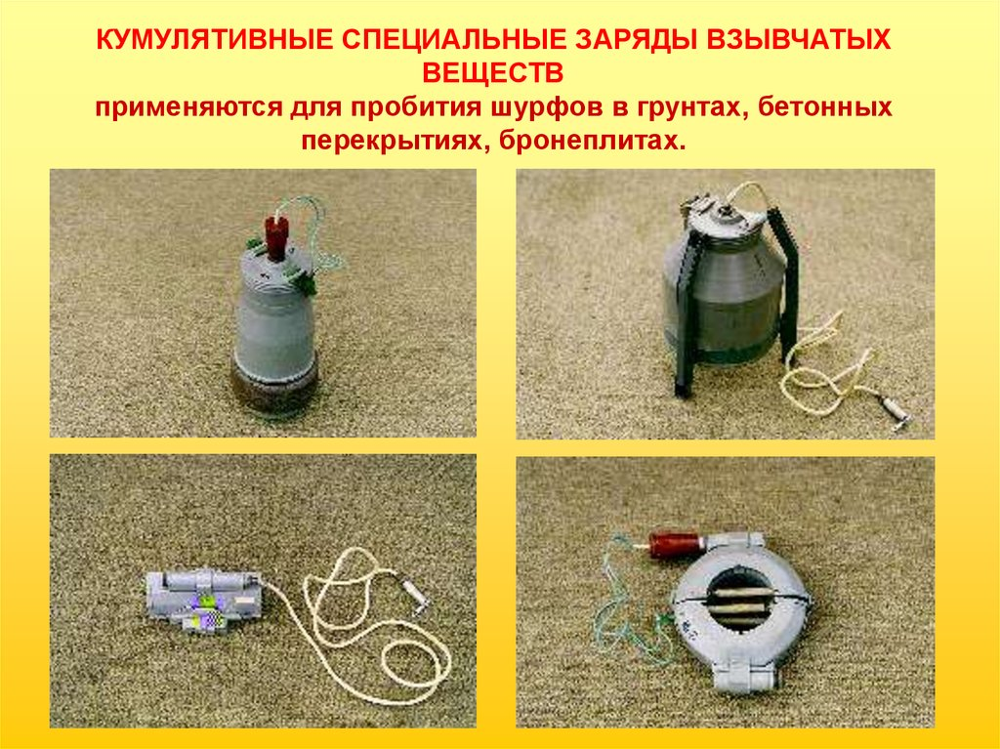 КУМУЛЯТИВНЫЕ СПЕЦИАЛЬНЫЕ ЗАРЯДЫ ВЗЫВЧАТЫХ
ВЕЩЕСТВ
применяются для пробития шурфов в грунтах, бетонных
перекрытиях, бронеплитах.